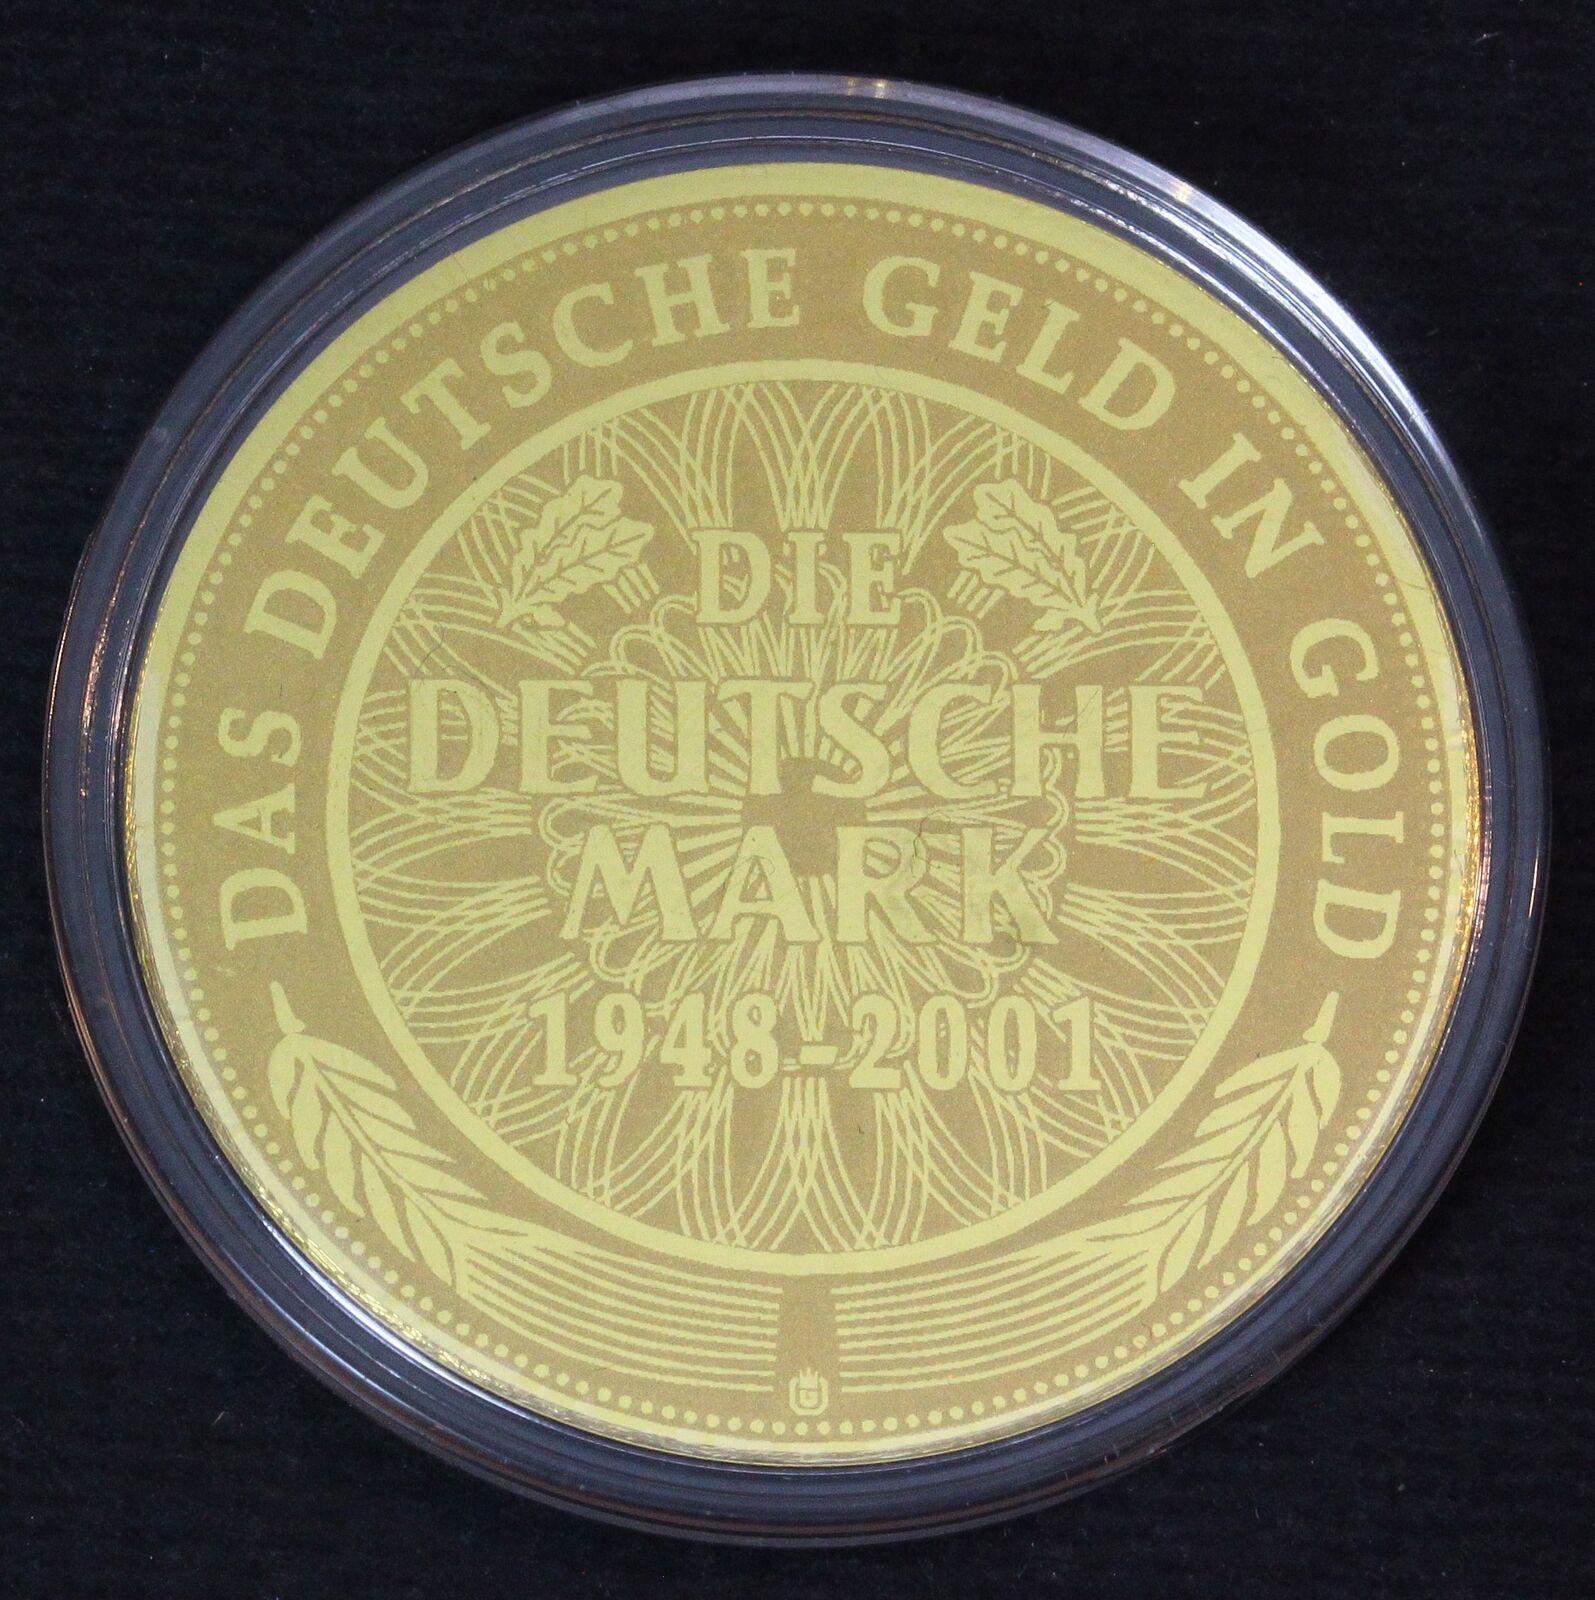 DAS DEUTSCHE GELD IN GOLD
DIE
DEUTSCHE
MARK
1948-2001